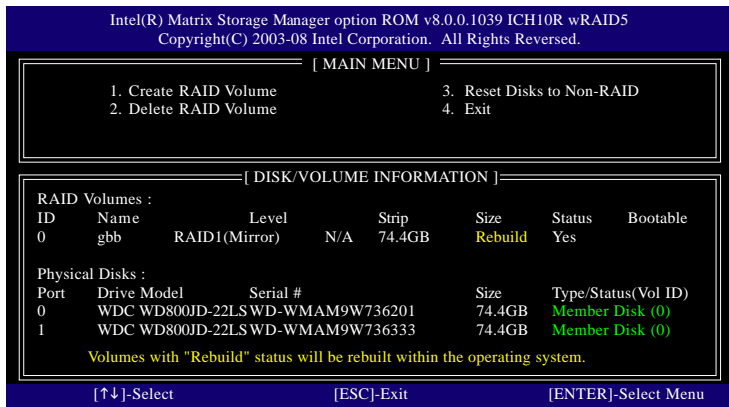 Intel(R) Matrix Storage Manager option ROM v8.0.0.1039 ICH10R wRAID5
Copyright(C) 2003-08 Intel Corporation. All Rights Reversed.
[ MAIN MENU ]
1. Create RAID Volume 3. Reset Disks to Non-RAID
2. Delete RAID Volume 4. Exit
[ DISK/VOLUME INFORMATION ]
RAID Volumes :
ID Name Level Strip Size Status Bootable
0 gbb RAID1(Mirror) N/A 74.4GB Rebuild Yes
Physical Disks :
Port Drive Model Serial # Size Type/Status(Vol ID)
0 WDC WD800JD-22LS WD-WMAM9W736201 74.4GB Member Disk (0)
1 WDC WD800JD-22LS WD-WMAM9W736333 74.4GB Member Disk (0)
Volumes with "Rebuild" status will be rebuilt within the operating system.
[↑↓]-Select [ESC]-Exit [ENTER]-Select Menu